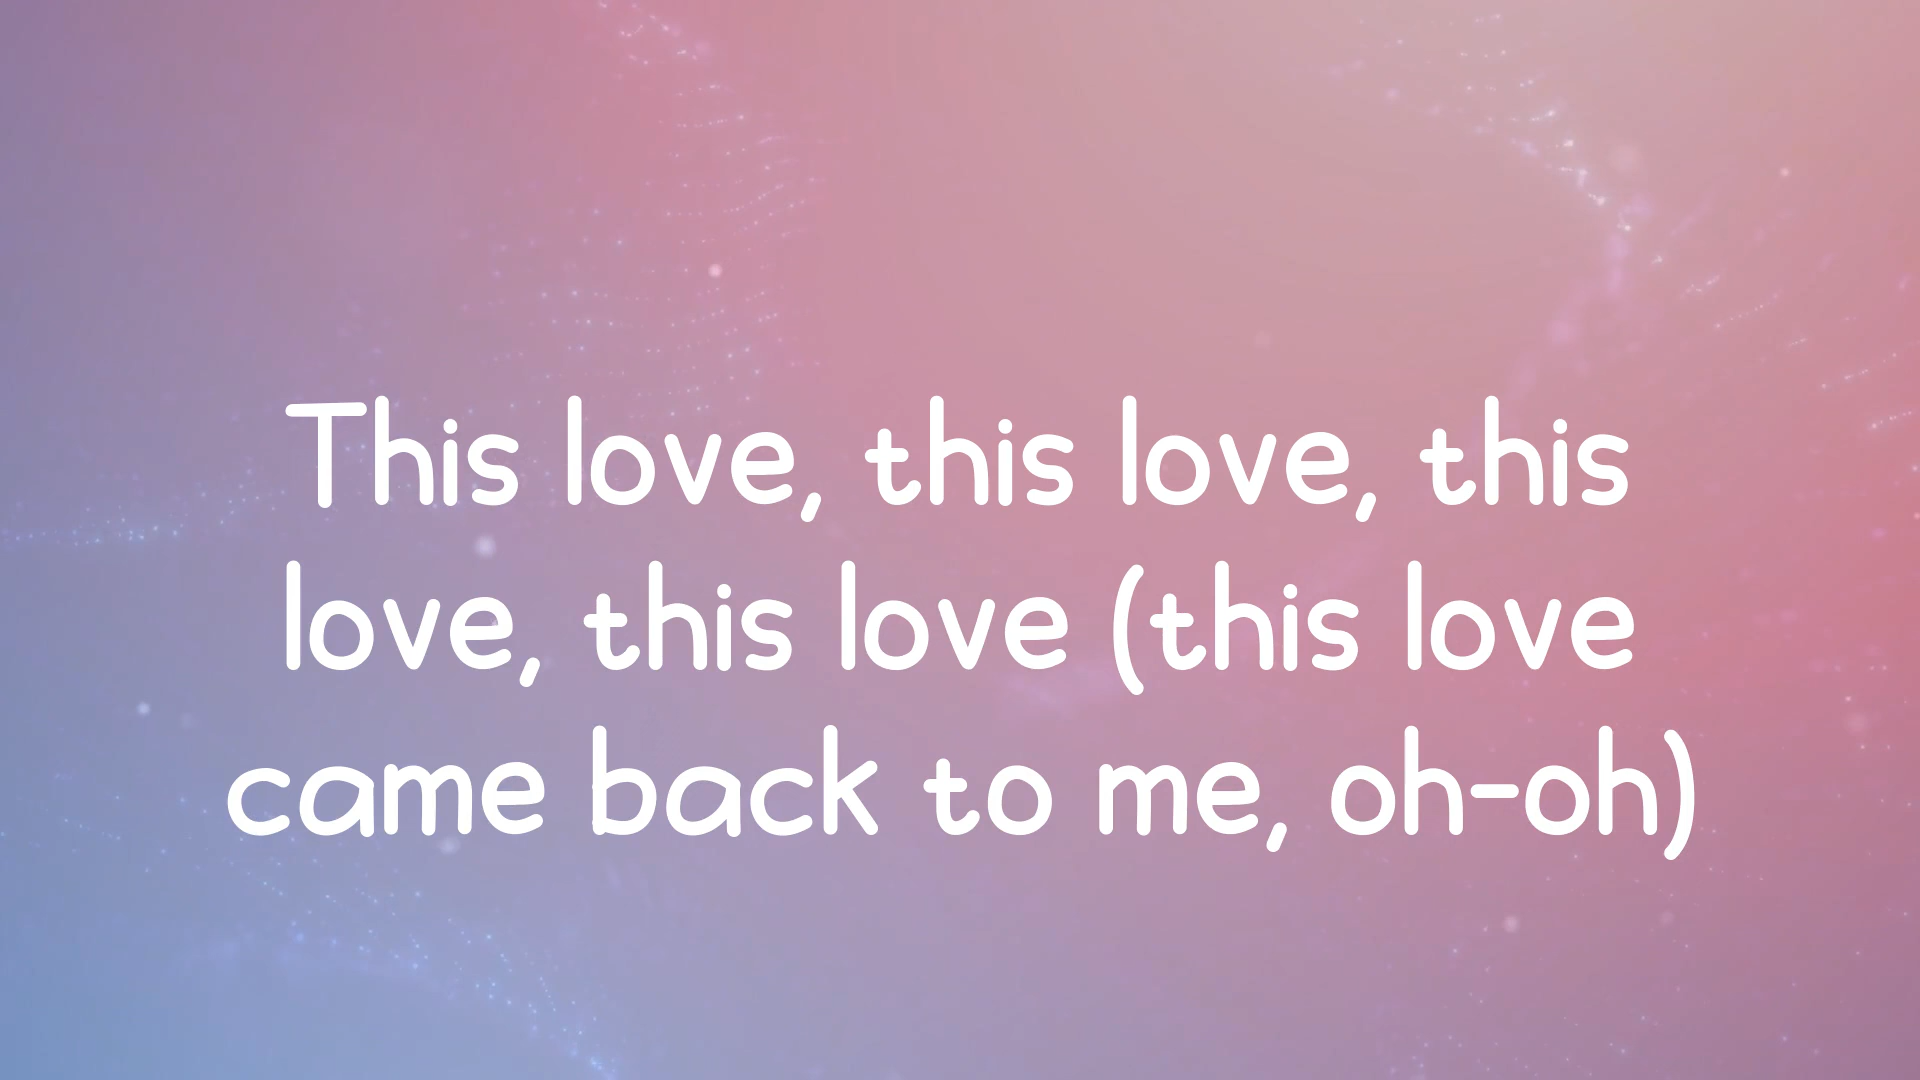 This love, this love, this
love, this love (this love
came back to me, oh-oh)